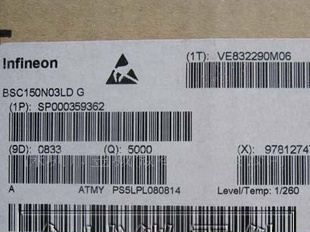 Infineon
(1T): VE832290M06
BSC150N03LD G
(1P): SP000359362
(9D): 0833 (Q): 5000 (X): 9781274
A ATMY PS5LPL080814 Level/Temp: 1/260